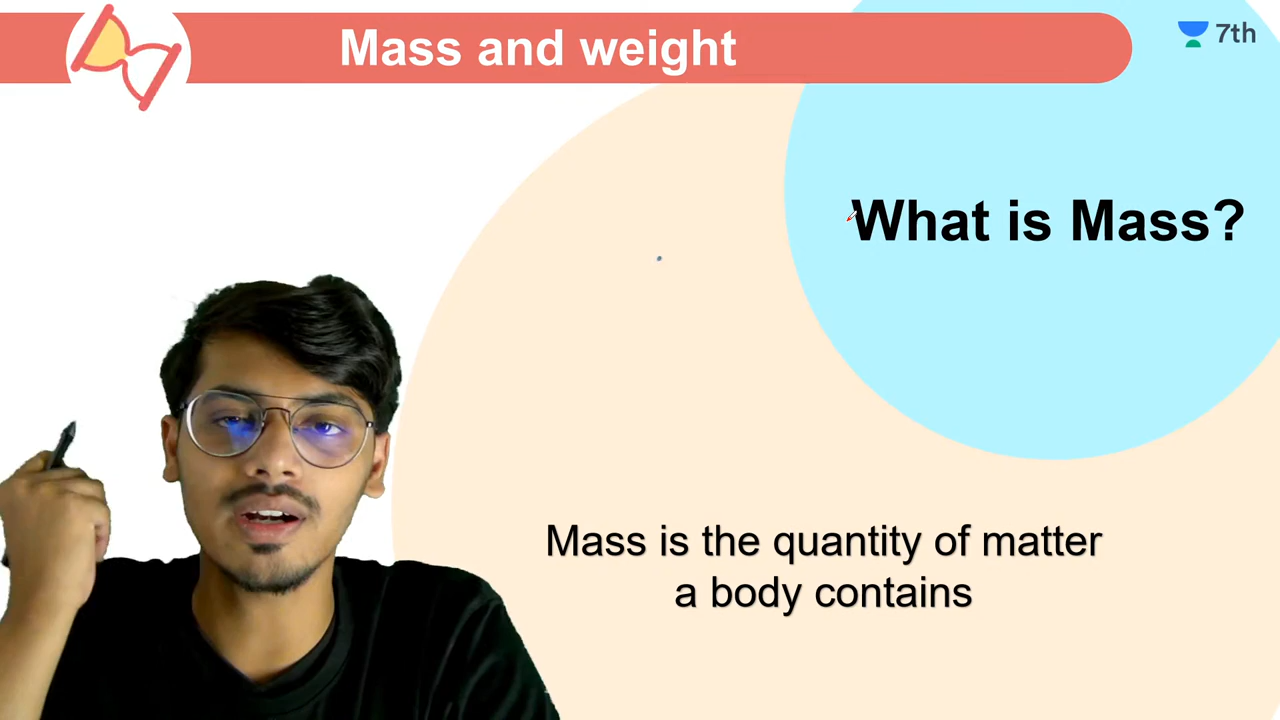 Mass and weight
7th
What is Mass?
Mass is the quantity of matter
a body contains